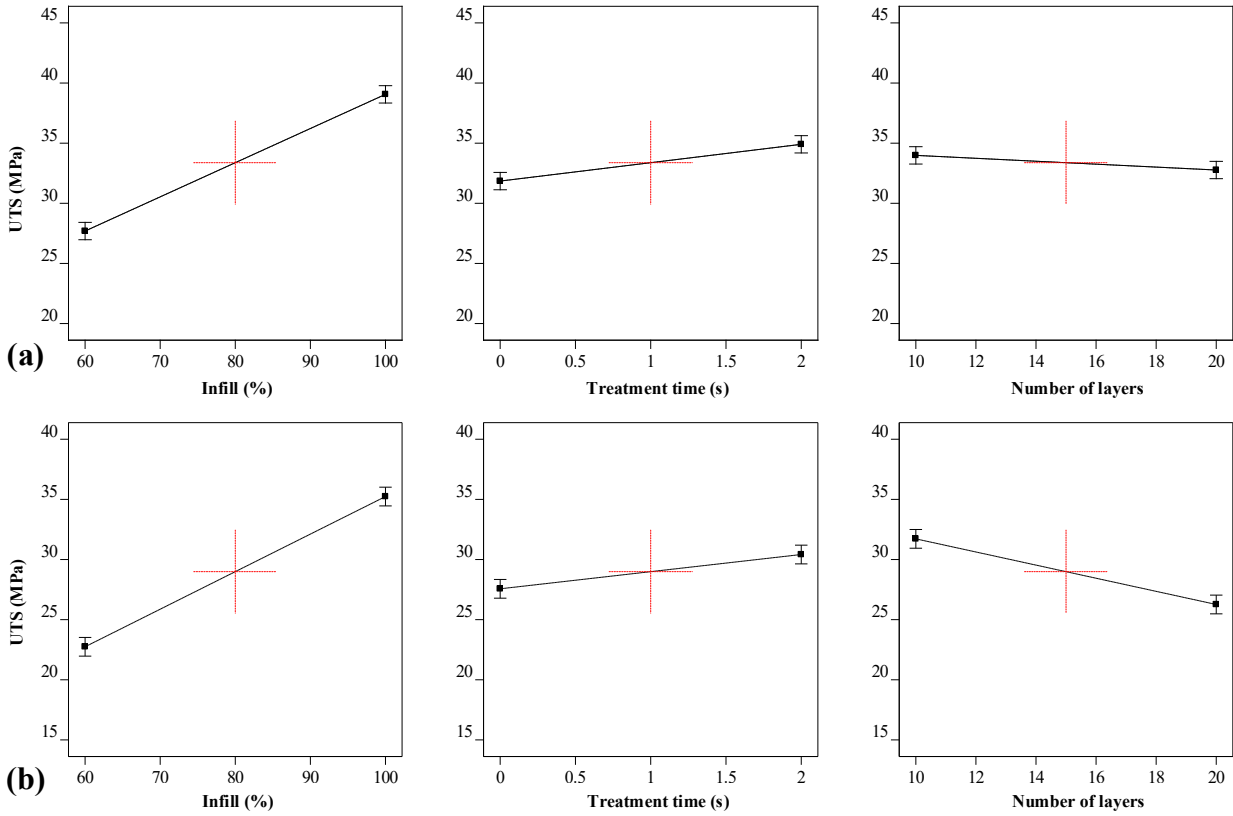 45
40
35
30
25
20
UTS (MPa)
60 70 80 90 100
Infill (%)
45
40
35
30
25
20
0 0.5 1 1.5 2
Treatment time (s)
45
40
35
30
25
20
10 12 14 16 18 20
Number of layers
(a)
40
35
30
25
20
15
UTS (MPa)
60 70 80 90 100
Infill (%)
40
35
30
25
20
15
0 0.5 1 1.5 2
Treatment time (s)
40
35
30
25
20
15
10 12 14 16 18 20
Number of layers
(b)